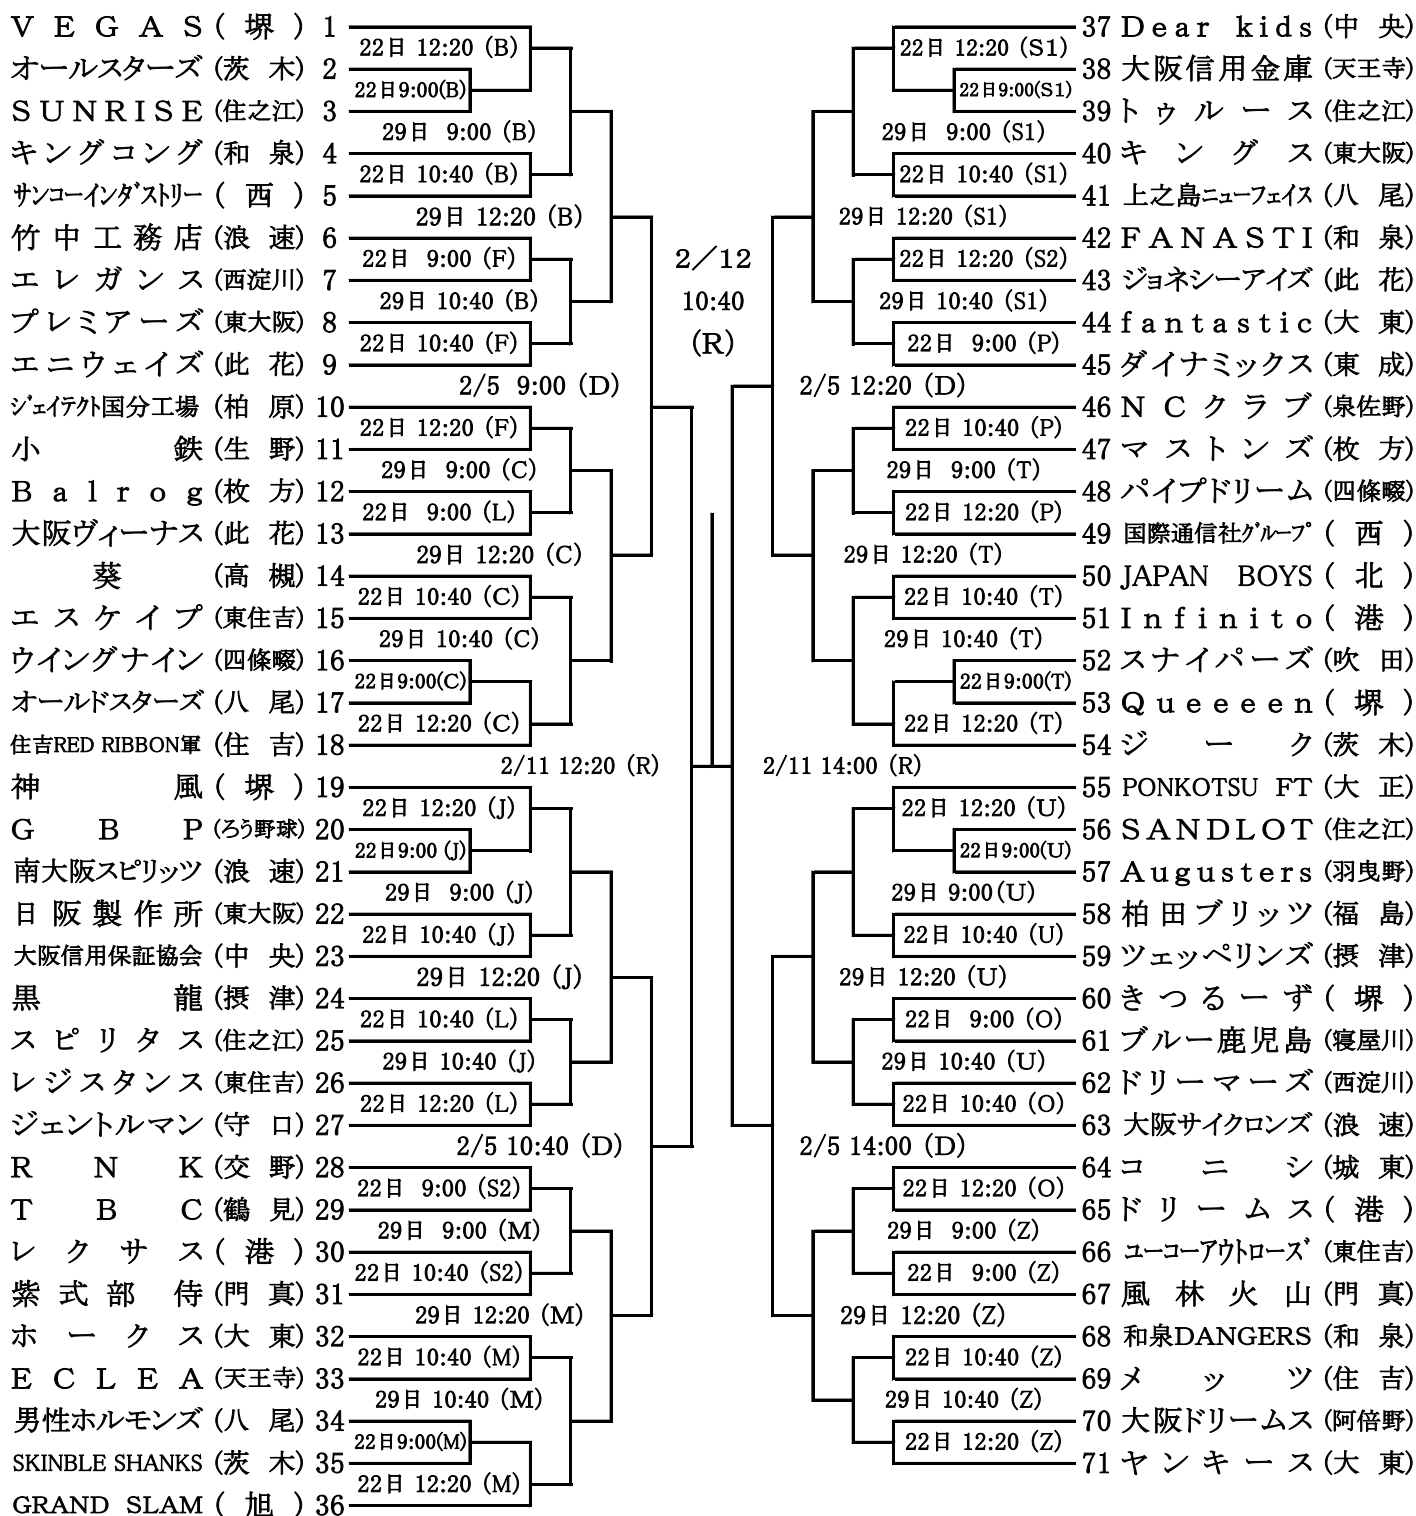 VEGAS(堺)1
22日 12:20 (B)
オールスターズ(茨木)2
22日9:00(B)
SUNRISE(住之江)3
29日 9:00 (B)
キングコング(和泉)4
22日 10:40 (B)
サンコーインダストリー(西)5
29日 12:20 (B)
竹中工務店(浪速)6
22日 9:00 (F)
エレガンス(西淀川)7
29日 10:40 (B)
プレミアーズ(東大阪)8
22日 10:40 (F)
エニウェイズ(此花)9
2/5 9:00 (D)
ジェイテクト国分工場(柏原)10
22日 12:20 (F)
小鉄(生野)11
29日 9:00 (C)
Balrog(枚方)12
22日 9:00 (L)
大阪ヴィーナス(此花)13
29日 12:20 (C)
葵(高槻)14
22日 10:40 (C)
エスケイプ(東住吉)15
29日 10:40 (C)
ウイングナイン(四條畷)16
22日9:00(C)
オールドスターズ(八尾)17
22日 12:20 (C)
住吉RED RIBBON軍(住吉)18
2/11 12:20 (R)
神風(堺)19
22日 12:20 (J)
GBP(ろう野球)20
22日9:00 (J)
南大阪スピリッツ(浪速)21
29日 9:00 (J)
日阪製作所(東大阪)22
22日 10:40 (J)
大阪信用保証協会(中央)23
29日 12:20 (J)
黒龍(摂津)24
22日 10:40 (L)
スピリタス(住之江)25
29日 10:40 (J)
レジスタンス(東住吉)26
22日 12:20 (L)
ジェントルマン(守口)27
2/5 10:40 (D)
RNK(交野)28
22日 9:00 (S2)
TBC(鶴見)29
29日 9:00 (M)
レクサス(港)30
22日 10:40 (S2)
紫式部侍(門真)31
29日 12:20 (M)
ホークス(大東)32
22日 10:40 (M)
ECLEA(天王寺)33
29日 10:40 (M)
男性ホルモンズ(八尾)34
22日9:00(M)
SKINBLE SHANKS(茨木)35
22日 12:20 (M)
GRAND SLAM(旭)36
2/12
10:40
(R)
37 Dear kids(中央)
22日 12:20 (S1)
38 大阪信用金庫(天王寺)
22日9:00(S1)
39 トゥルース(住之江)
29日 9:00 (S1)
40 キングス(東大阪)
22日 10:40 (S1)
41 上之島ニューフェイス(八尾)
29日 12:20 (S1)
42 FANASTI(和泉)
22日 12:20 (S2)
43 ジョネシーアイズ(此花)
29日 10:40 (S1)
44 fantastic(大東)
22日 9:00 (P)
45 ダイナミックス(東成)
2/5 12:20 (D)
46 NCクラブ(泉佐野)
22日 10:40 (P)
47 マストンズ(枚方)
29日 9:00 (T)
48 パイプドリーム(四條畷)
22日 12:20 (P)
49 国際通信社グループ(西)
29日 12:20 (T)
50 JAPAN BOYS(北)
22日 10:40 (T)
51 Infinito(港)
29日 10:40 (T)
52 スナイパーズ(吹田)
22日9:00(T)
53 Queeeen(堺)
22日 12:20 (T)
54 ジーク(茨木)
2/11 14:00 (R)
55 PONKOTSU FT(大正)
22日 12:20 (U)
56 SANDLOT(住之江)
22日9:00(U)
57 Augusters(羽曳野)
29日 9:00(U)
58 柏田ブリッツ(福島)
22日 10:40 (U)
59 ツェッペリンズ(摂津)
29日 12:20 (U)
60 きつるーず(堺)
22日 9:00 (O)
61 ブルー鹿児島(寝屋川)
29日 10:40 (U)
62 ドリーマーズ(西淀川)
22日 10:40 (O)
63 大阪サイクロンズ(浪速)
2/5 14:00 (D)
64 コニシ(城東)
22日 12:20 (O)
65 ドリームス(港)
29日 9:00 (Z)
66 ユーコーアウトローズ(東住吉)
22日 9:00 (Z)
67 風林火山(門真)
29日 12:20 (Z)
68 和泉DANGERS(和泉)
22日 10:40 (Z)
69 メッツ(住吉)
29日 10:40 (Z)
70 大阪ドリームス(阿倍野)
22日 12:20 (Z)
71 ヤンキース(大東)